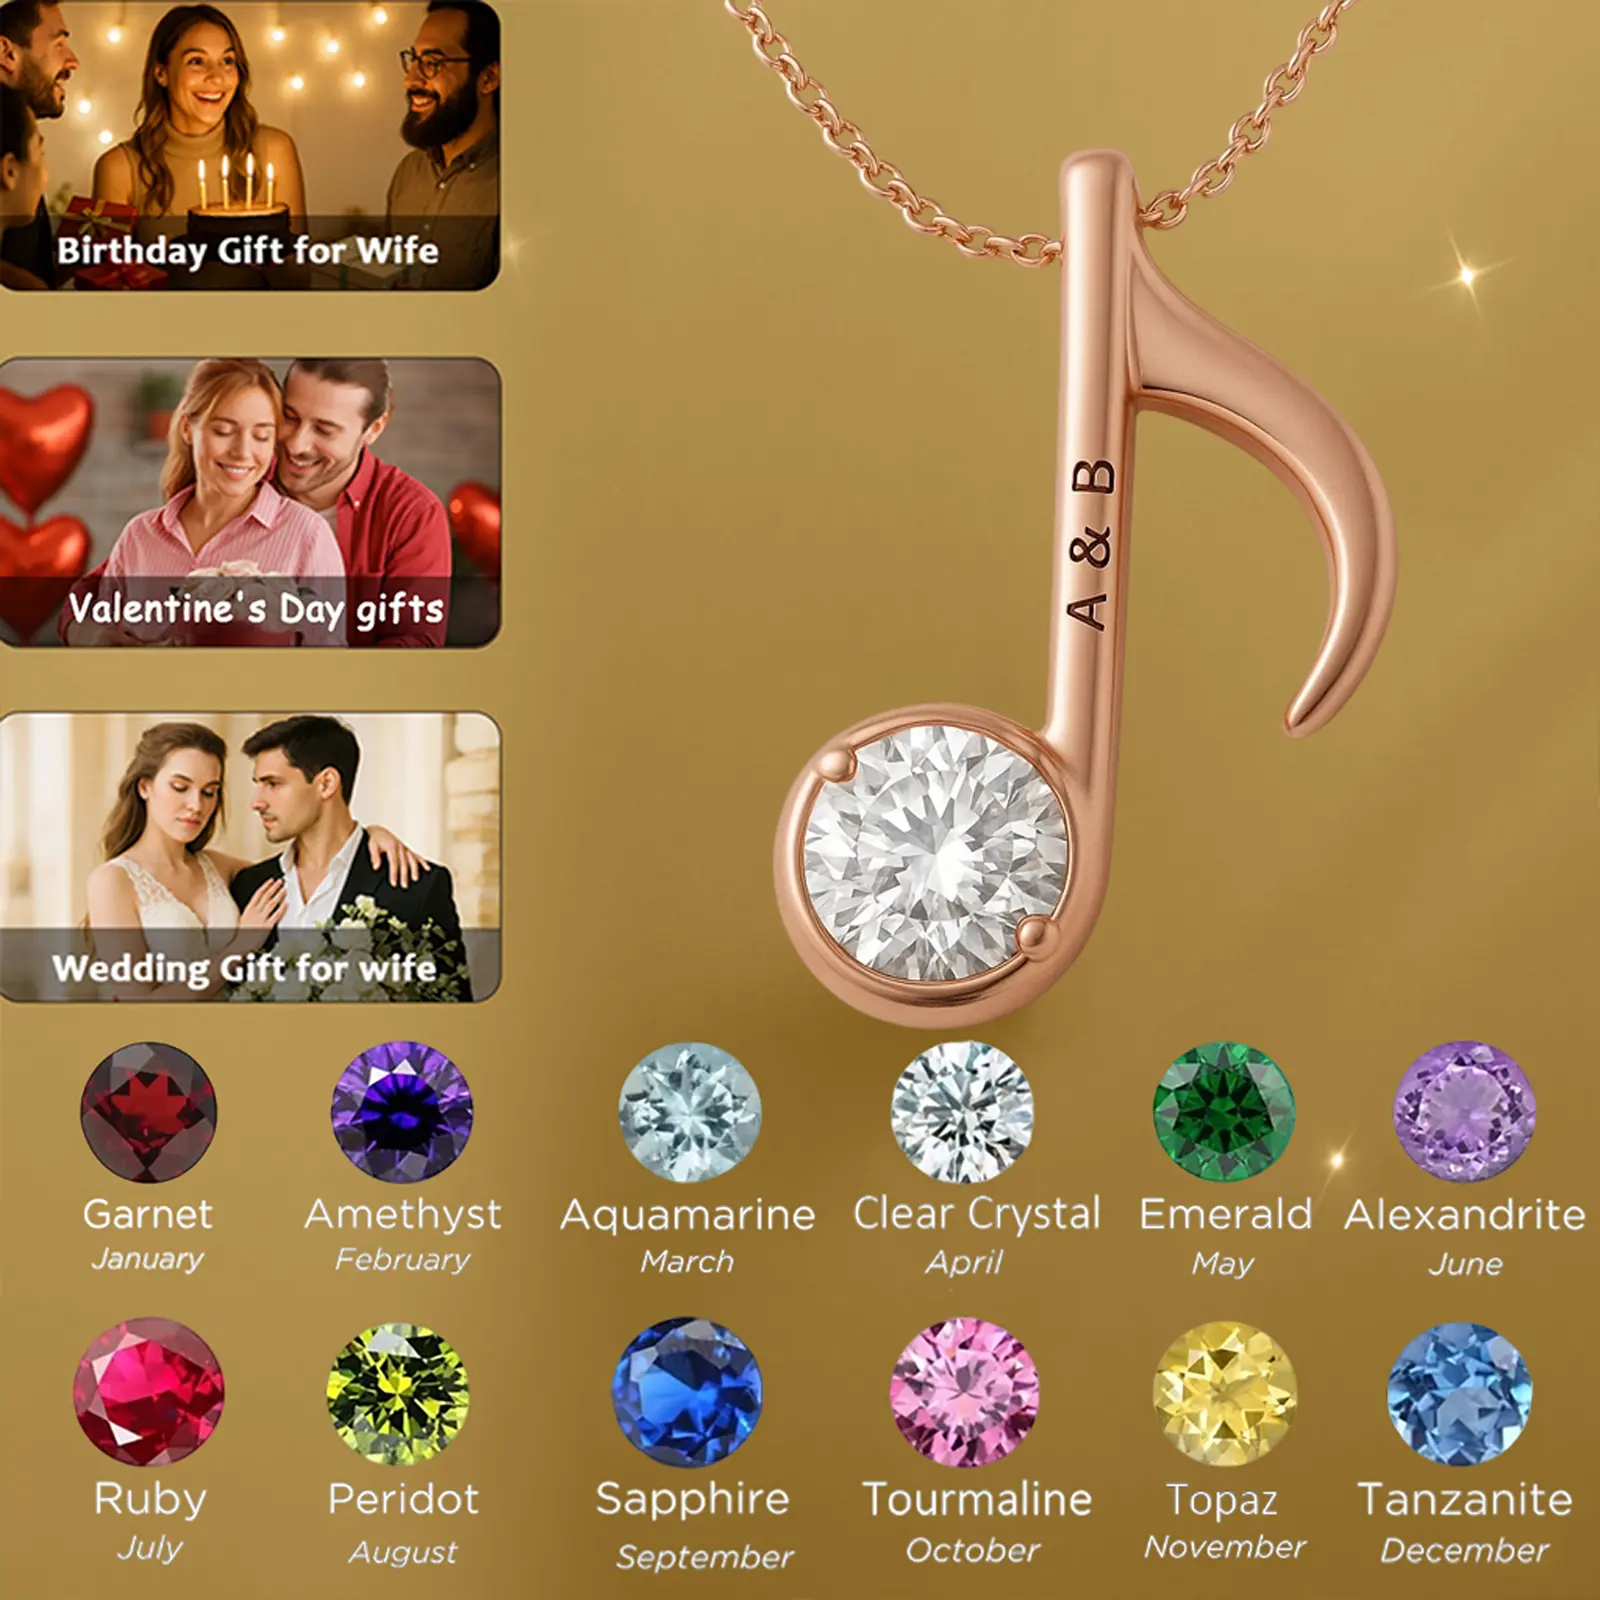 Birthday Gift for Wife
Valentine's Day gifts
Wedding Gift for wife
A & B
Garnet
January
Amethyst
February
Aquamarine
March
Clear Crystal
April
Emerald
May
Alexandrite
June
Ruby
July
Peridot
August
Sapphire
September
Tourmaline
October
Topaz
November
Tanzanite
December